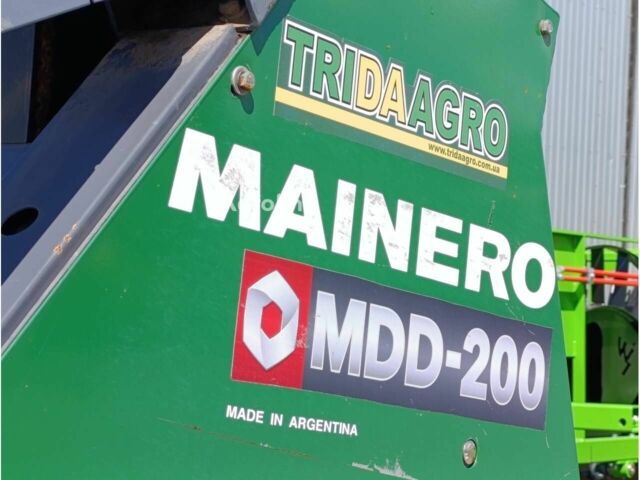 TRIDAAGRO
www.tridaagro.com.ua
MAINERO
MDD-200
MADE IN ARGENTINA